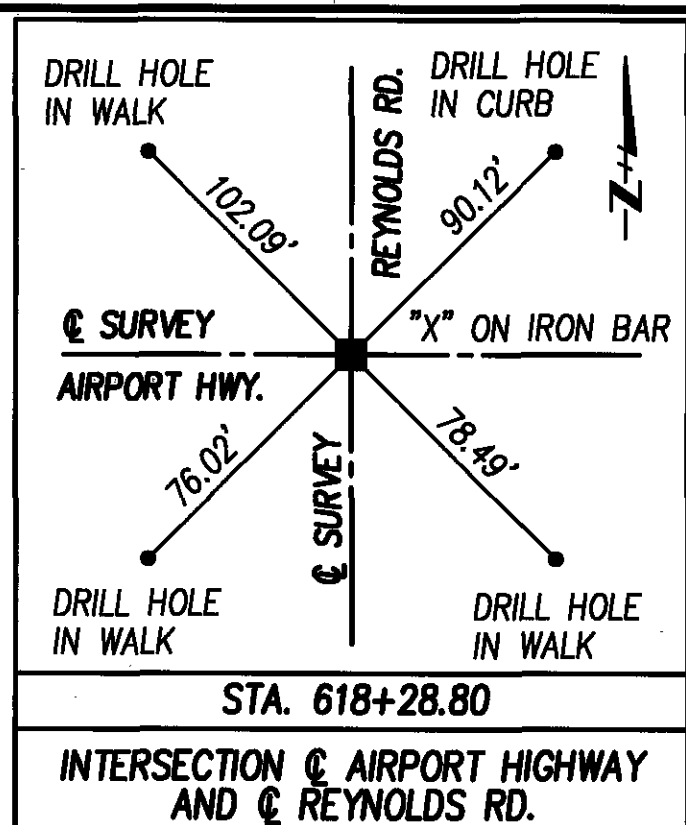 DRILL HOLE
IN WALK
REYNOLDS RD.
DRILL HOLE
IN CURB
N
102.09'
90.12'
℄ SURVEY
"X" ON IRON BAR
AIRPORT HWY.
76.02'
℄ SURVEY
78.49'
DRILL HOLE
IN WALK
DRILL HOLE
IN WALK
STA. 618+28.80
INTERSECTION ℄ AIRPORT HIGHWAY
AND ℄ REYNOLDS RD.